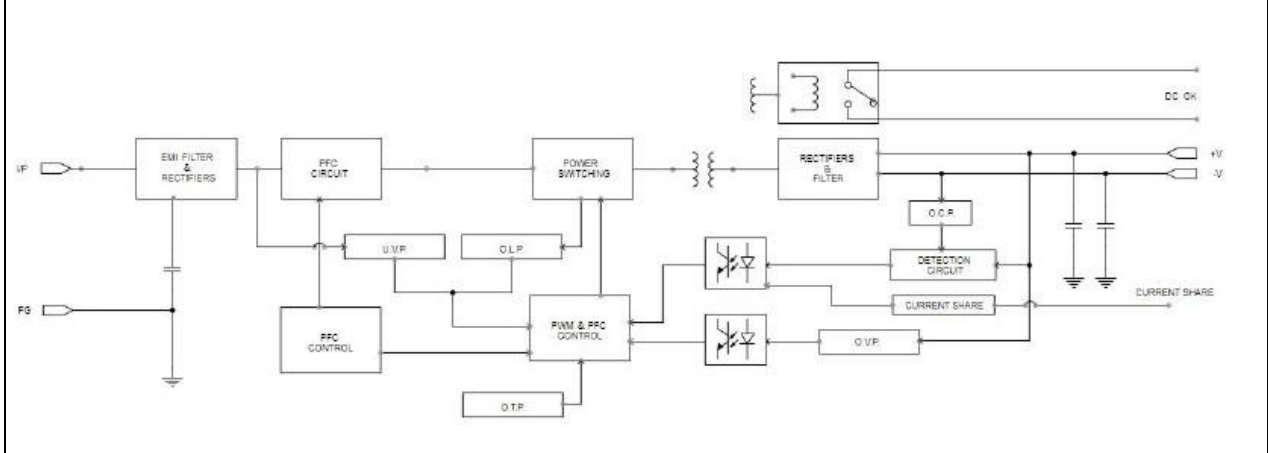 DC OK
I/P
EMI FILTER
&
RECTIFIERS
PFC
CIRCUIT
POWER
SWITCHING
RECTIFIERS
&
FILTER
+V
-V
O.C.P.
U.V.P.
O.L.P.
DETECTION
CIRCUIT
CURRENT SHARE
CURRENT SHARE
FG
PFC
CONTROL
PWM & PFC
CONTROL
O.V.P.
O.T.P.